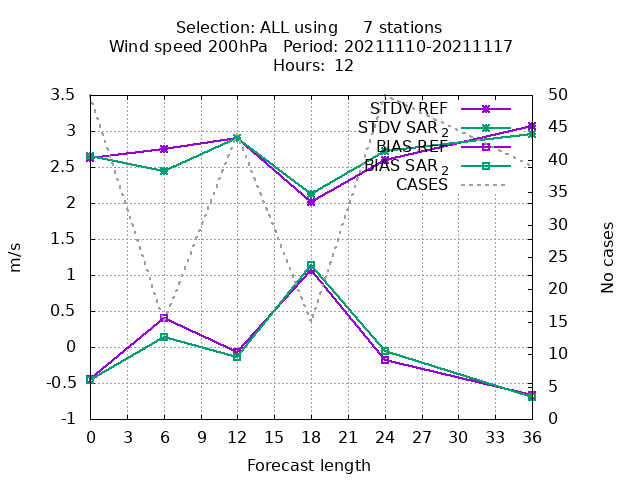 Selection: ALL using 7 stations
Wind speed 200hPa Period: 20211110-20211117
Hours: 12
3.5
3
2.5
2
1.5
1
0.5
0
-0.5
-1
m/s
STDV REF
STDV SAR 2
BIAS REF
BIAS SAR 2
CASES
50
45
40
35
30
25
20
15
10
5
0
No cases
0 3 6 9 12 15 18 21 24 27 30 33 36
Forecast length